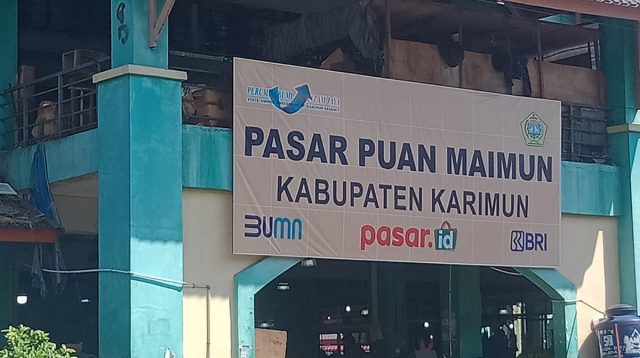 PASAR PUAN MAIMUN
KABUPATEN KARIMUN
BUMN
pasar.id
BRI